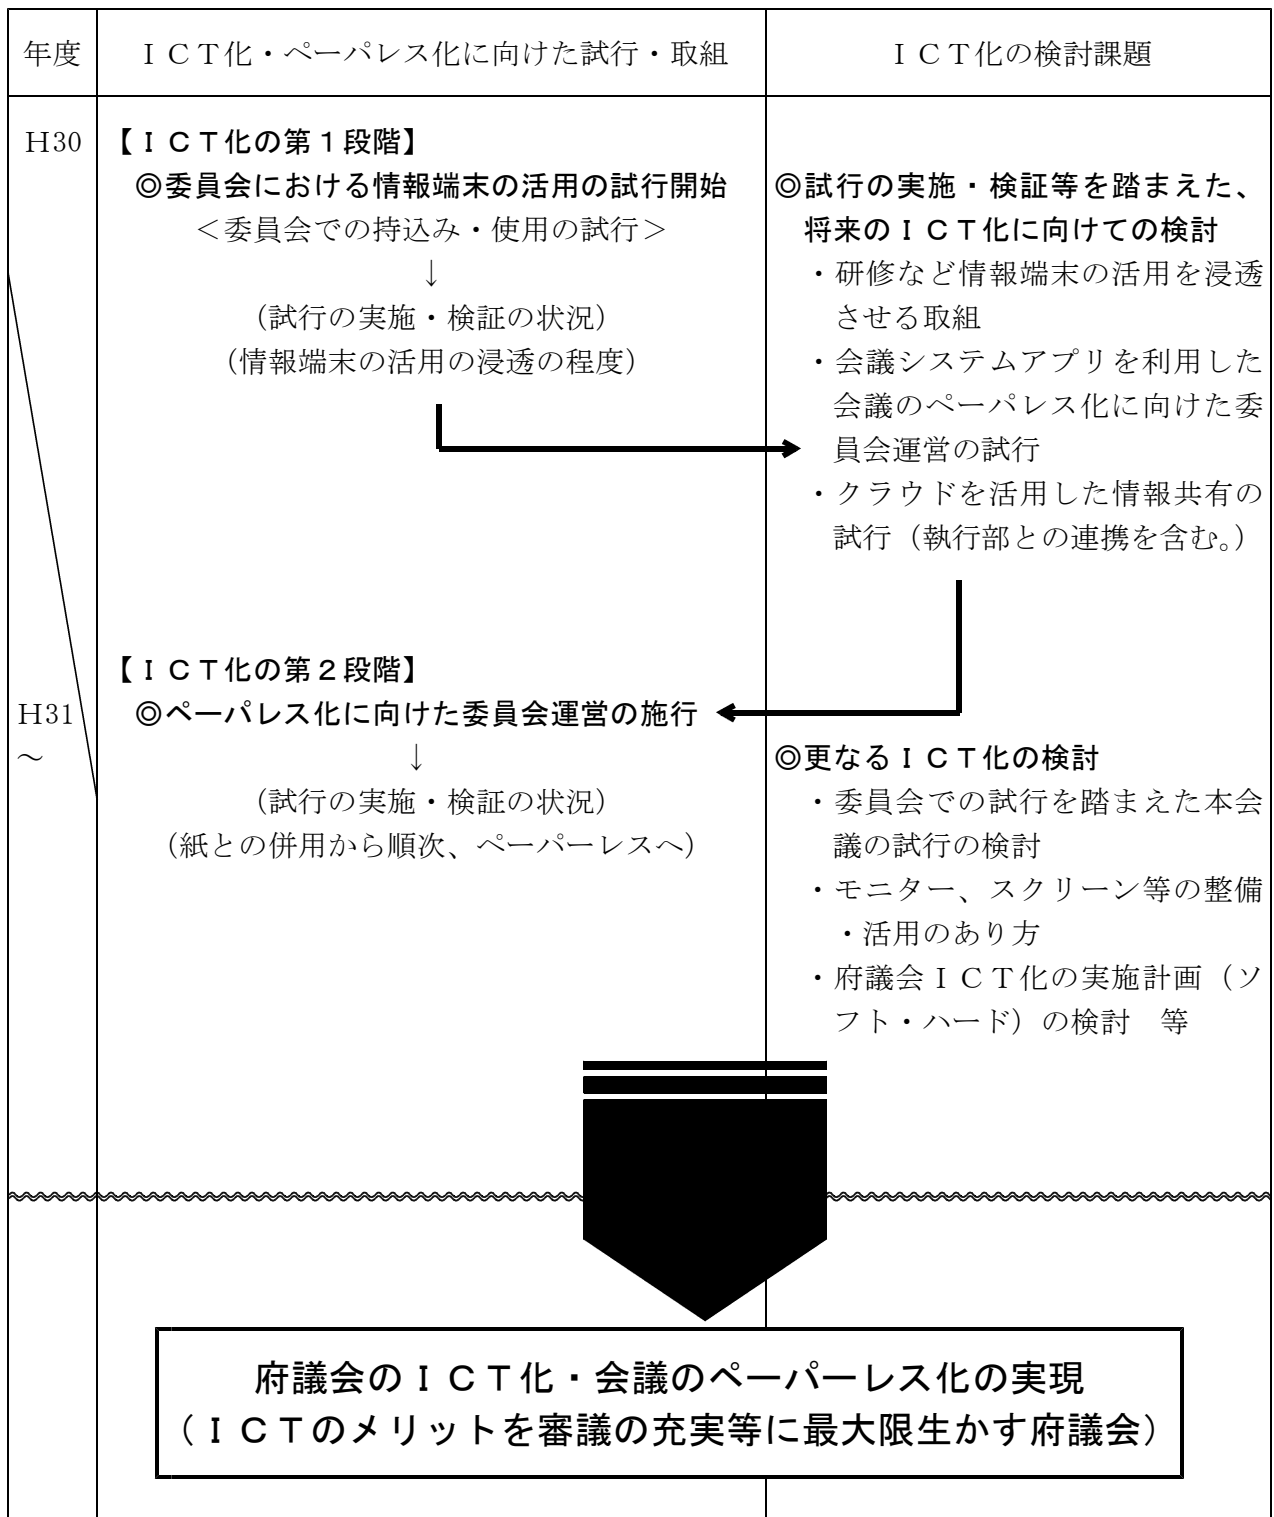 年度
ＩＣＴ化・ペーパレス化に向けた試行・取組
ＩＣＴ化の検討課題
H30
【ＩＣＴ化の第１段階】
◎委員会における情報端末の活用の試行開始
＜委員会での持込み・使用の試行＞
↓
（試行の実施・検証の状況）
（情報端末の活用の浸透の程度）
◎試行の実施・検証等を踏まえた、
将来のＩＣＴ化に向けての検討
・研修など情報端末の活用を浸透
させる取組
・会議システムアプリを利用した
会議のペーパレス化に向けた委
員会運営の試行
・クラウドを活用した情報共有の
試行（執行部との連携を含む。）
H31
～
【ＩＣＴ化の第２段階】
◎ペーパレス化に向けた委員会運営の施行
↓
（試行の実施・検証の状況）
（紙との併用から順次、ペーパーレスへ）
◎更なるＩＣＴ化の検討
・委員会での試行を踏まえた本会
議の試行の検討
・モニター、スクリーン等の整備
・活用のあり方
・府議会ＩＣＴ化の実施計画（ソ
フト・ハード）の検討　等
府議会のＩＣＴ化・会議のペーパーレス化の実現
（ＩＣＴのメリットを審議の充実等に最大限生かす府議会）